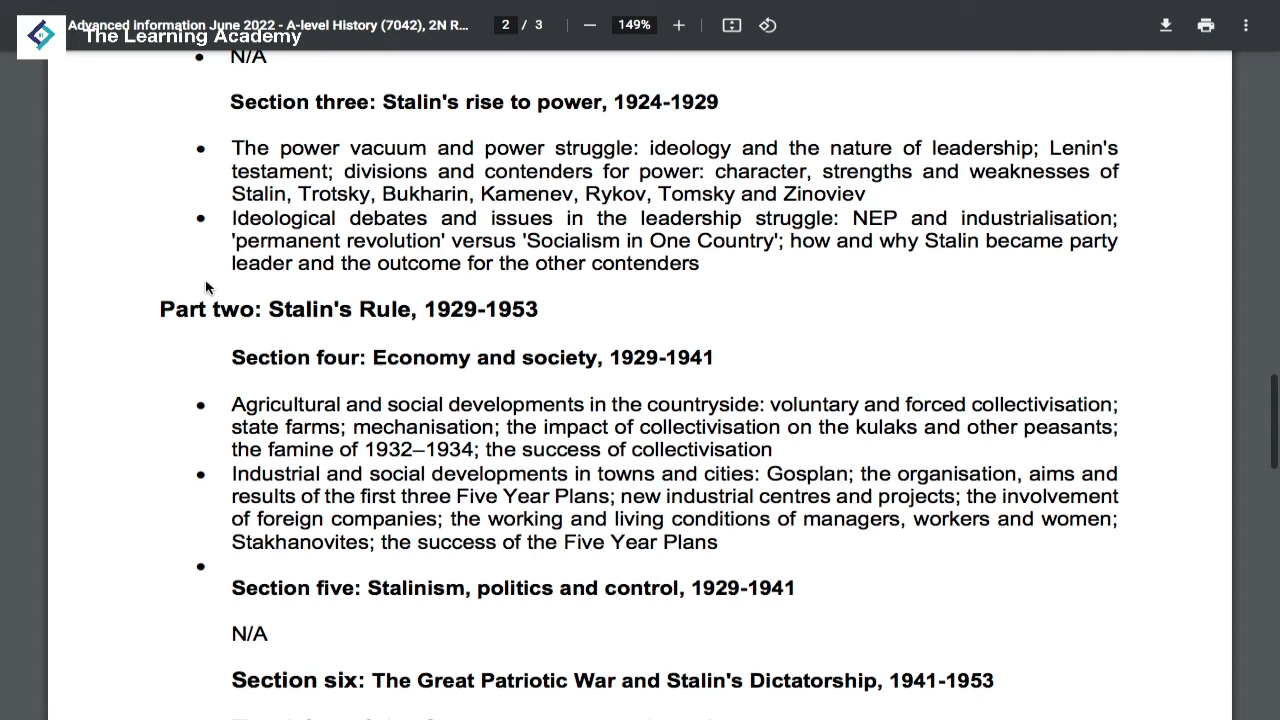 Advanced information June 2022 - A-level History (7042), 2N R...
2 / 3
149%
The Learning Academy
• N/A
Section three: Stalin's rise to power, 1924-1929
• The power vacuum and power struggle: ideology and the nature of leadership; Lenin's
testament; divisions and contenders for power: character, strengths and weaknesses of
Stalin, Trotsky, Bukharin, Kamenev, Rykov, Tomsky and Zinoviev
• Ideological debates and issues in the leadership struggle: NEP and industrialisation;
'permanent revolution' versus 'Socialism in One Country'; how and why Stalin became party
leader and the outcome for the other contenders
Part two: Stalin's Rule, 1929-1953
Section four: Economy and society, 1929-1941
• Agricultural and social developments in the countryside: voluntary and forced collectivisation;
state farms; mechanisation; the impact of collectivisation on the kulaks and other peasants;
the famine of 1932–1934; the success of collectivisation
• Industrial and social developments in towns and cities: Gosplan; the organisation, aims and
results of the first three Five Year Plans; new industrial centres and projects; the involvement
of foreign companies; the working and living conditions of managers, workers and women;
Stakhanovites; the success of the Five Year Plans
•
Section five: Stalinism, politics and control, 1929-1941
N/A
Section six: The Great Patriotic War and Stalin's Dictatorship, 1941-1953